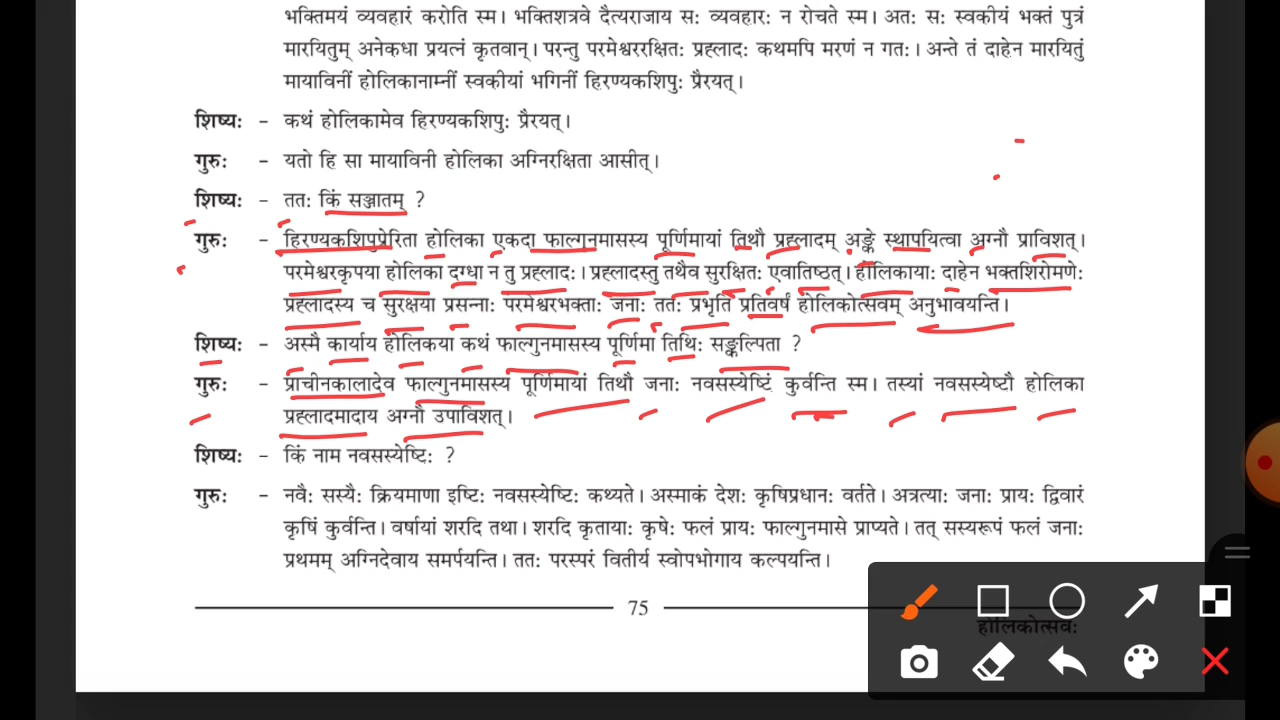 भक्तिमयं व्यवहारं करोति स्म। भक्तिशत्रवे दैत्यराजाय सः व्यवहारः न रोचते स्म। अतः सः स्वकीयं भक्तं पुत्रं
मारयितुम् अनेकधा प्रयत्नं कृतवान्। परन्तु परमेश्वररक्षितः प्रह्लादः कथमपि मरणं न गतः। अन्ते तं दाहेन मारयितुं
मायाविनीं होलिकानाम्नीं स्वकीयां भगिनीं हिरण्यकशिपुः प्रैरयत्।
शिष्यः - कथं होलिकामेव हिरण्यकशिपुः प्रैरयत्।
गुरुः - यतो हि सा मायाविनी होलिका अग्निरक्षिता आसीत्।
शिष्यः - ततः किं सञ्जातम् ?
गुरुः - हिरण्यकशिपुप्रेरिता होलिका एकदा फाल्गुनमासस्य पूर्णिमायां तिथौ प्रह्लादम् अङ्के स्थापयित्वा अग्नौ प्राविशत्।
परमेश्वरकृपया होलिका दग्धा न तु प्रह्लादः। प्रह्लादस्तु तथैव सुरक्षितः एवातिष्ठत्। होलिकायाः दाहेन भक्तशिरोमणेः
प्रह्लादस्य च सुरक्षया प्रसन्नाः परमेश्वरभक्ताः जनाः ततः प्रभृति प्रतिवर्षं होलिकोत्सवम् अनुभावयन्ति।
शिष्यः - अस्मै कार्याय होलिकया कथं फाल्गुनमासस्य पूर्णिमा तिथिः सङ्कल्पिता ?
गुरुः - प्राचीनकालादेव फाल्गुनमासस्य पूर्णिमायां तिथौ जनाः नवसस्येष्टिं कुर्वन्ति स्म। तस्यां नवसस्येष्टौ होलिका
प्रह्लादमादाय अग्नौ उपाविशत्।
शिष्यः - किं नाम नवसस्येष्टिः ?
गुरुः - नवैः सस्यैः क्रियमाणा इष्टिः नवसस्येष्टिः कथ्यते। अस्माकं देशः कृषिप्रधानः वर्तते। अत्रत्याः जनाः प्रायः द्विवारं
कृषिं कुर्वन्ति। वर्षायां शरदि तथा। शरदि कृतायाः कृषेः फलं प्रायः फाल्गुनमासे प्राप्यते। तत् सस्यरूपं फलं जनाः
प्रथमम् अग्निदेवाय समर्पयन्ति। ततः परस्परं वितीर्य स्वोपभोगाय कल्पयन्ति।
75
होलिकोत्सवः